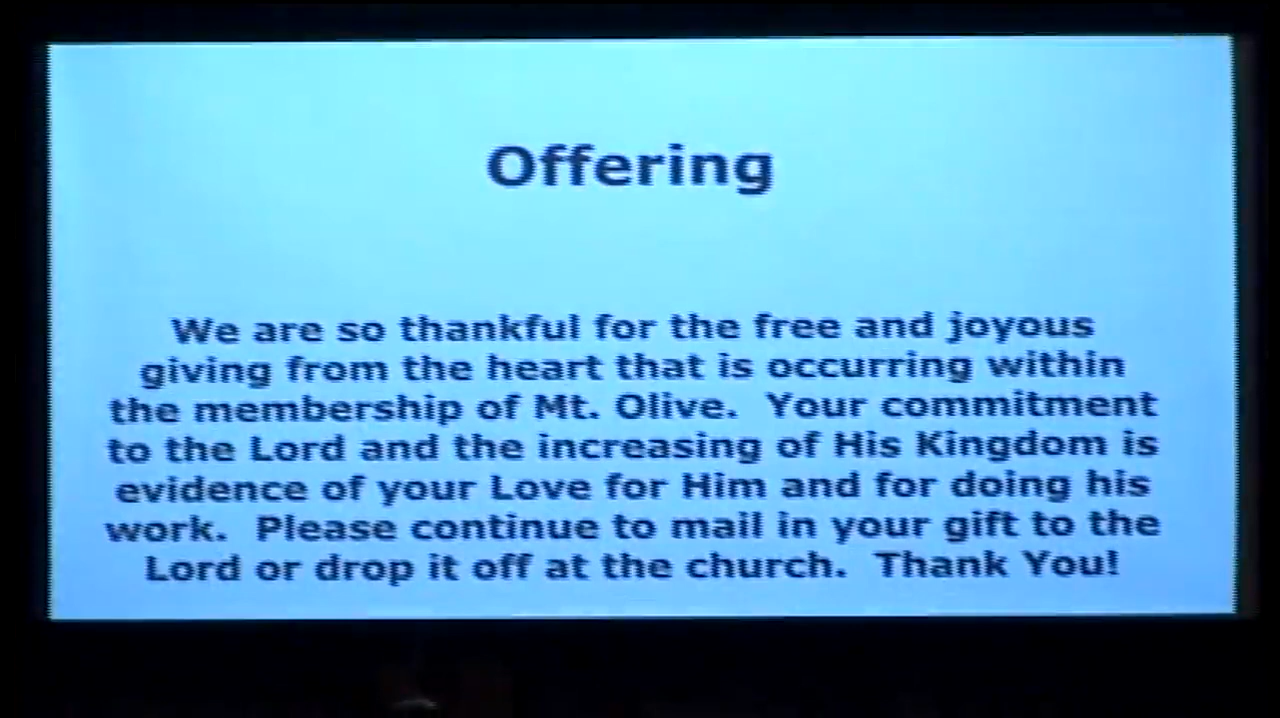 Offering
We are so thankful for the free and joyous
giving from the heart that is occurring within
the membership of Mt. Olive.  Your commitment
to the Lord and the increasing of His Kingdom is
evidence of your Love for Him and for doing his
work.  Please continue to mail in your gift to the
Lord or drop it off at the church.  Thank You!